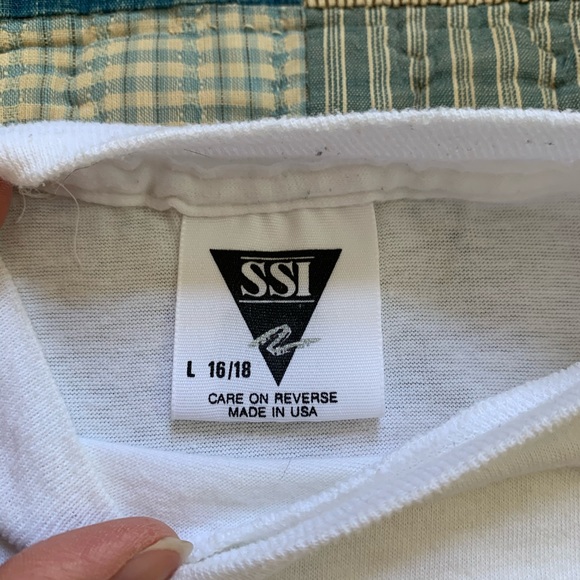 SSI
L 16/18
CARE ON REVERSE
MADE IN USA